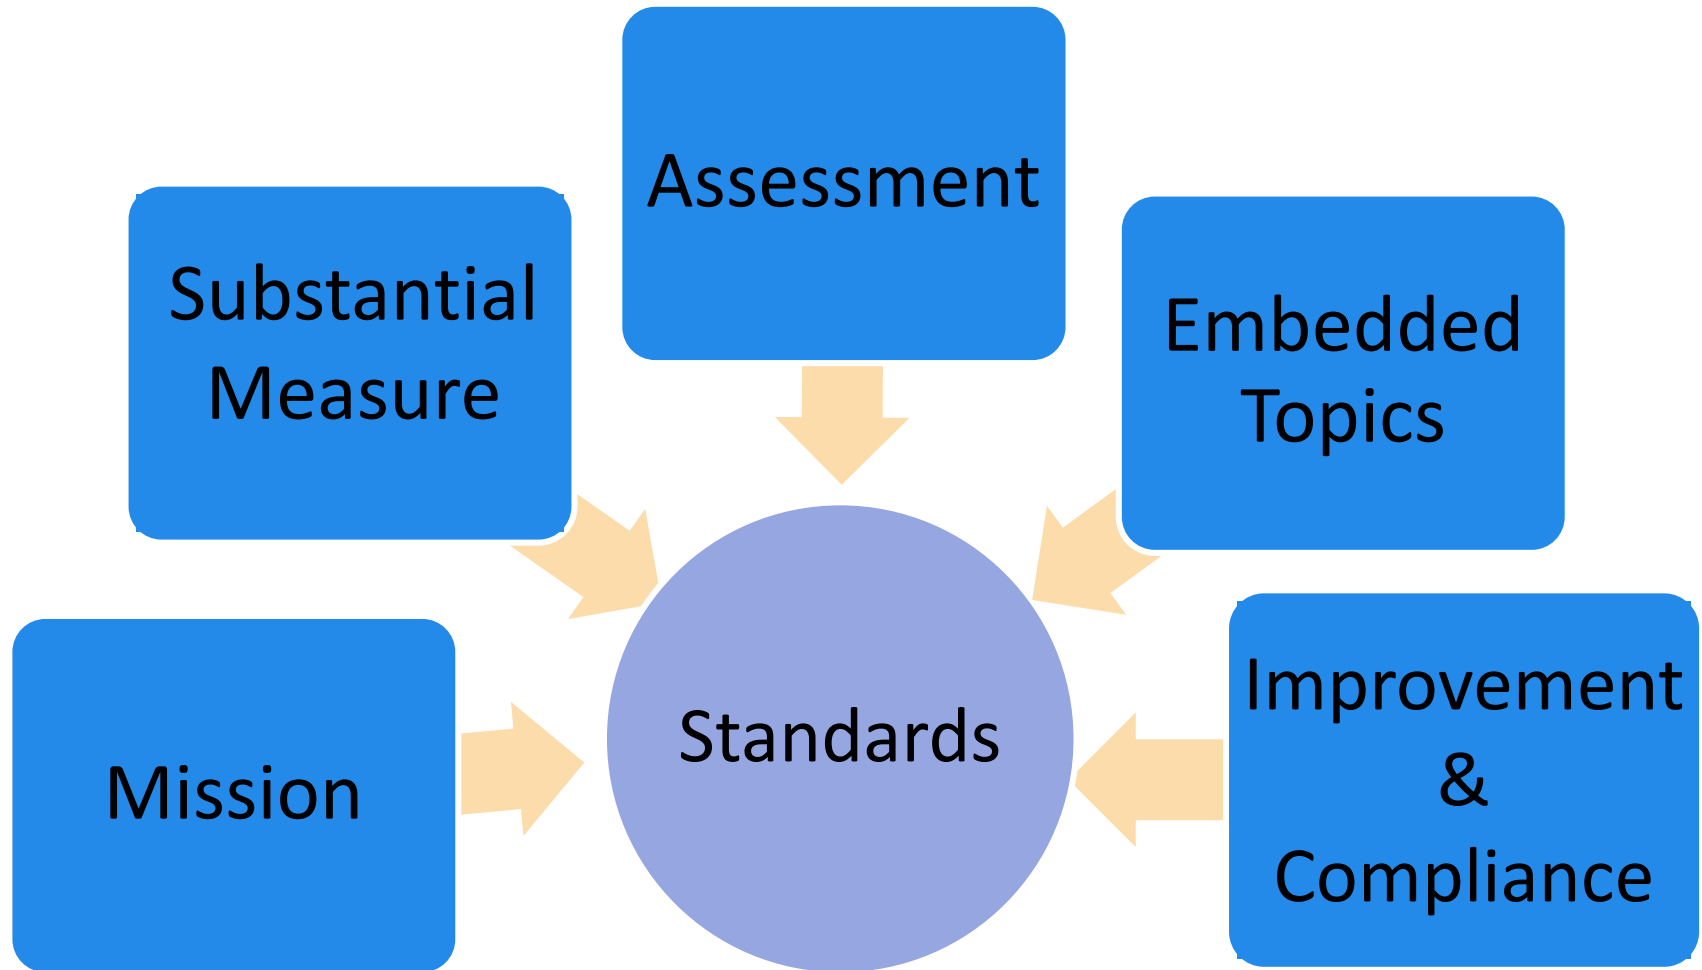 Assessment
Substantial
Measure
Embedded
Topics
Mission
Standards
Improvement
&
Compliance